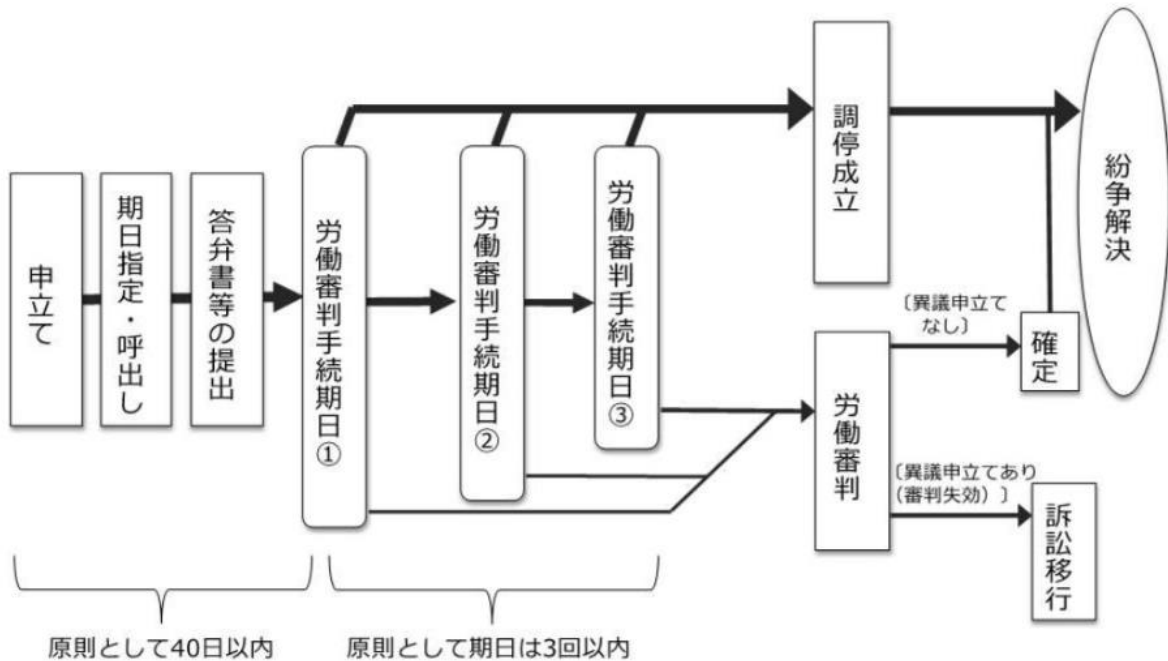 申立て
期日指定・呼出し
答弁書等の提出
労働審判手続期日①
労働審判手続期日②
労働審判手続期日③
調停成立
労働審判
〔異議申立て
なし〕
確定
紛争解決
〔異議申立てあり
（審判失効）〕
訴訟移行
原則として40日以内
原則として期日は3回以内